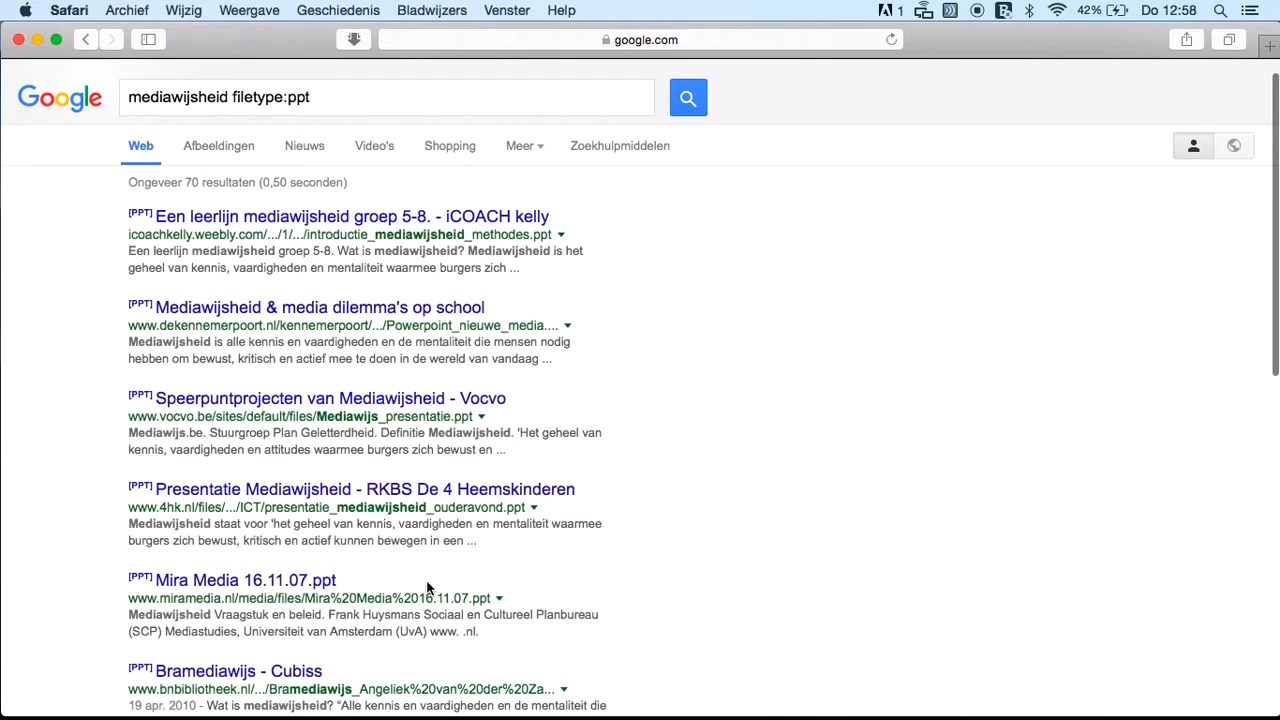 Safari Archief Wijzig Weergave Geschiedenis Bladwijzers Venster Help 1 42% Do 12:58
google.com
Google mediawijsheid filetype:ppt
Web Afbeeldingen Nieuws Video's Shopping Meer Zoekhulpmiddelen
Ongeveer 70 resultaten (0,50 seconden)
[PPT] Een leerlijn mediawijsheid groep 5-8. - iCOACH kelly
icoachkelly.weebly.com/.../1/.../introductie_mediawijsheid_methodes.ppt
Een leerlijn mediawijsheid groep 5-8. Wat is mediawijsheid? Mediawijsheid is het
geheel van kennis, vaardigheden en mentaliteit waarmee burgers zich ...
[PPT] Mediawijsheid & media dilemma's op school
www.dekennemerpoort.nl/kennemerpoort/.../Powerpoint_nieuwe_media....
Mediawijsheid is alle kennis en vaardigheden en de mentaliteit die mensen nodig
hebben om bewust, kritisch en actief mee te doen in de wereld van vandaag ...
[PPT] Speerpuntprojecten van Mediawijsheid - Vocvo
www.vocvo.be/sites/default/files/Mediawijs_presentatie.ppt
Mediawijs.be. Stuurgroep Plan Geletterdheid. Definitie Mediawijsheid. 'Het geheel van
kennis, vaardigheden en attitudes waarmee burgers zich bewust en ...
[PPT] Presentatie Mediawijsheid - RKBS De 4 Heemskinderen
www.4hk.nl/files/.../ICT/presentatie_mediawijsheid_ouderavond.ppt
Mediawijsheid staat voor 'het geheel van kennis, vaardigheden en mentaliteit waarmee
burgers zich bewust, kritisch en actief kunnen bewegen in een ...
[PPT] Mira Media 16.11.07.ppt
www.miramedia.nl/media/files/Mira%20Media%2016.11.07.ppt
Mediawijsheid Vraagstuk en beleid. Frank Huysmans Sociaal en Cultureel Planbureau
(SCP) Mediastudies, Universiteit van Amsterdam (UvA) www. .nl.
[PPT] Bramediawijs - Cubiss
www.bnbibliotheek.nl/.../Bramediawijs_Angeliek%20van%20der%20Za...
19 apr. 2010 - Wat is mediawijsheid? "Alle kennis en vaardigheden en de mentaliteit die